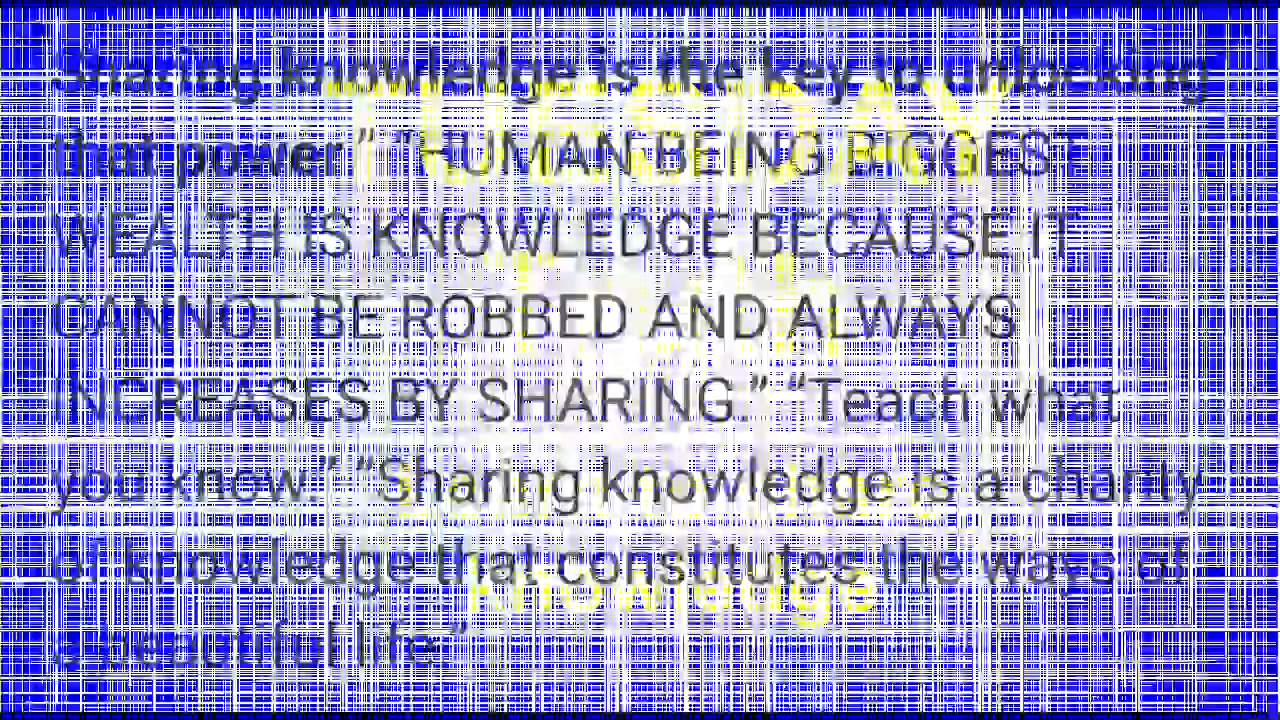 Sharing knowledge is the key to unlocking
that power." "HUMAN BEING BIGGEST
WEALTH IS KNOWLEDGE BECAUSE IT
CANNOT BE ROBBED AND ALWAYS
INCREASES BY SHARING." "Teach what
you know." "Sharing knowledge is a charity
of knowledge that constitutes the ways of
beautiful life."
Knowledge